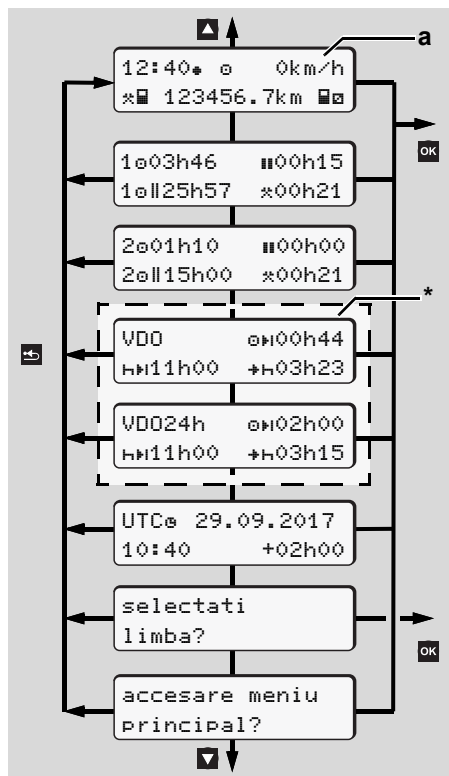 a
12:40 0km/h
123456.7km
OK
1 03h46 00h15
1 25h57 00h21
2 01h10 00h00
2 15h00 00h21
*
VDO 00h44
11h00 03h23
VDO24h 02h00
11h00 03h15
UTC 29.09.2017
10:40 +02h00
selectati
limba?
OK
accesare meniu
principal?